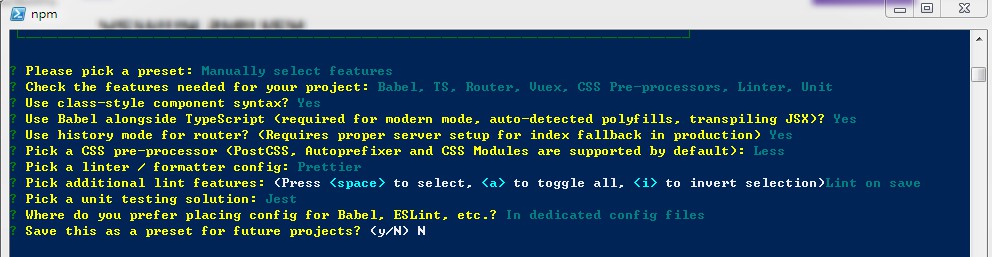 npm
? Please pick a preset: Manually select features
? Check the features needed for your project: Babel, TS, Router, Vuex, CSS Pre-processors, Linter, Unit
? Use class-style component syntax? Yes
? Use Babel alongside TypeScript (required for modern mode, auto-detected polyfills, transpiling JSX)? Yes
? Use history mode for router? (Requires proper server setup for index fallback in production) Yes
? Pick a CSS pre-processor (PostCSS, Autoprefixer and CSS Modules are supported by default): Less
? Pick a linter / formatter config: Prettier
? Pick additional lint features: (Press <space> to select, <a> to toggle all, <i> to invert selection)Lint on save
? Pick a unit testing solution: Jest
? Where do you prefer placing config for Babel, ESLint, etc.? In dedicated config files
? Save this as a preset for future projects? (y/N) N